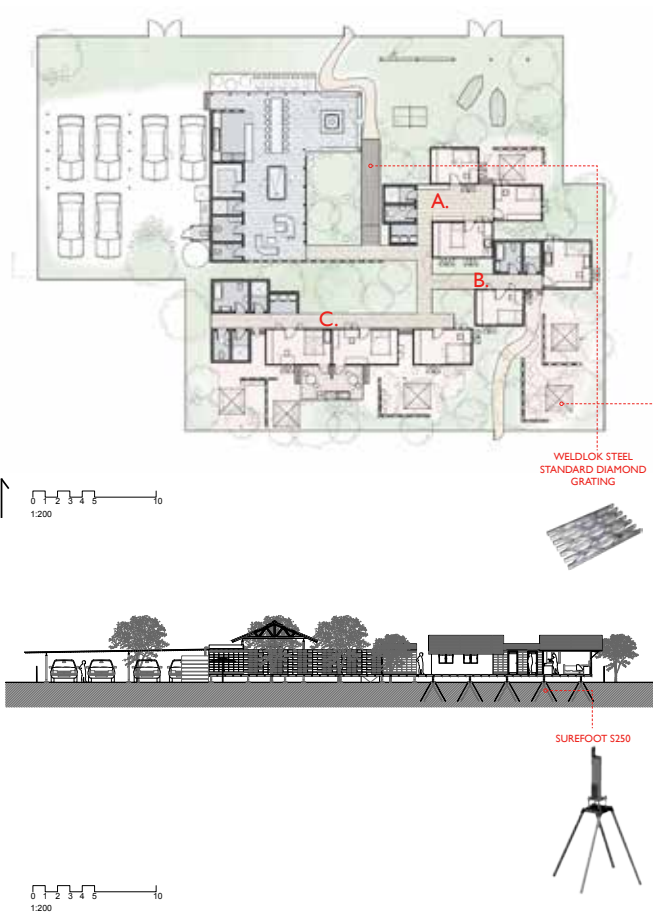 A.
B.
C.
WELDLOK STEEL
STANDARD DIAMOND
GRATING
0 1 2 3 4 5 10
1:200
SUREFOOT S250
0 1 2 3 4 5 10
1:200